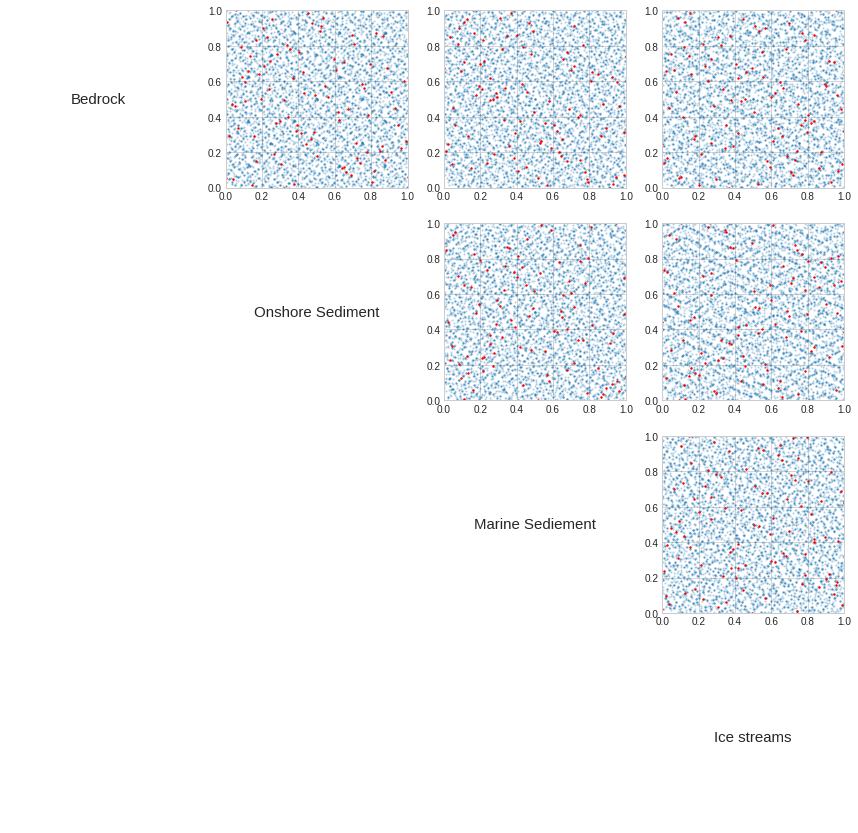 1.0 1.0 1.0
0.8 0.8 0.8
0.6 0.6 0.6
Bedrock
0.4 0.4 0.4
0.2 0.2 0.2
0.0 0.0 0.0
0.0 0.2 0.4 0.6 0.8 1.0 0.0 0.2 0.4 0.6 0.8 1.0 0.0 0.2 0.4 0.6 0.8 1.0
1.0 1.0
0.8 0.8
0.6 0.6
Onshore Sediment
0.4 0.4
0.2 0.2
0.0 0.0
0.0 0.2 0.4 0.6 0.8 1.0 0.0 0.2 0.4 0.6 0.8 1.0
1.0
0.8
0.6
Marine Sediement
0.4
0.2
0.0
0.0 0.2 0.4 0.6 0.8 1.0
Ice streams